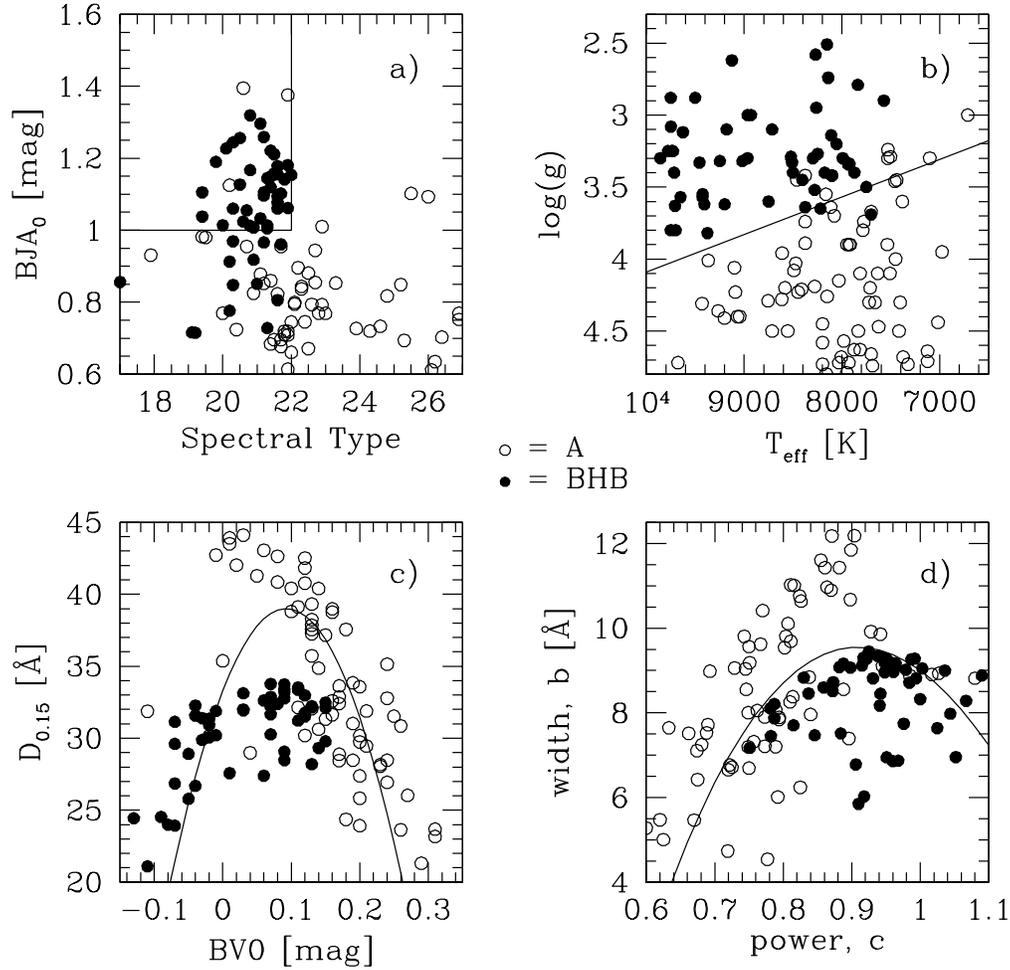 1.6
1.4
1.2
1
0.8
0.6
BJA0 [mag]
a)
18 20 22 24 26
Spectral Type
2.5
3
3.5
4
4.5
log(g)
b)
10⁴ 9000 8000 7000
Teff [K]
○ = A
● = BHB
45
40
35
30
25
20
D0.15 [Å]
c)
−0.1 0 0.1 0.2 0.3
BV0 [mag]
12
10
8
6
4
width, b [Å]
d)
0.6 0.7 0.8 0.9 1 1.1
power, c